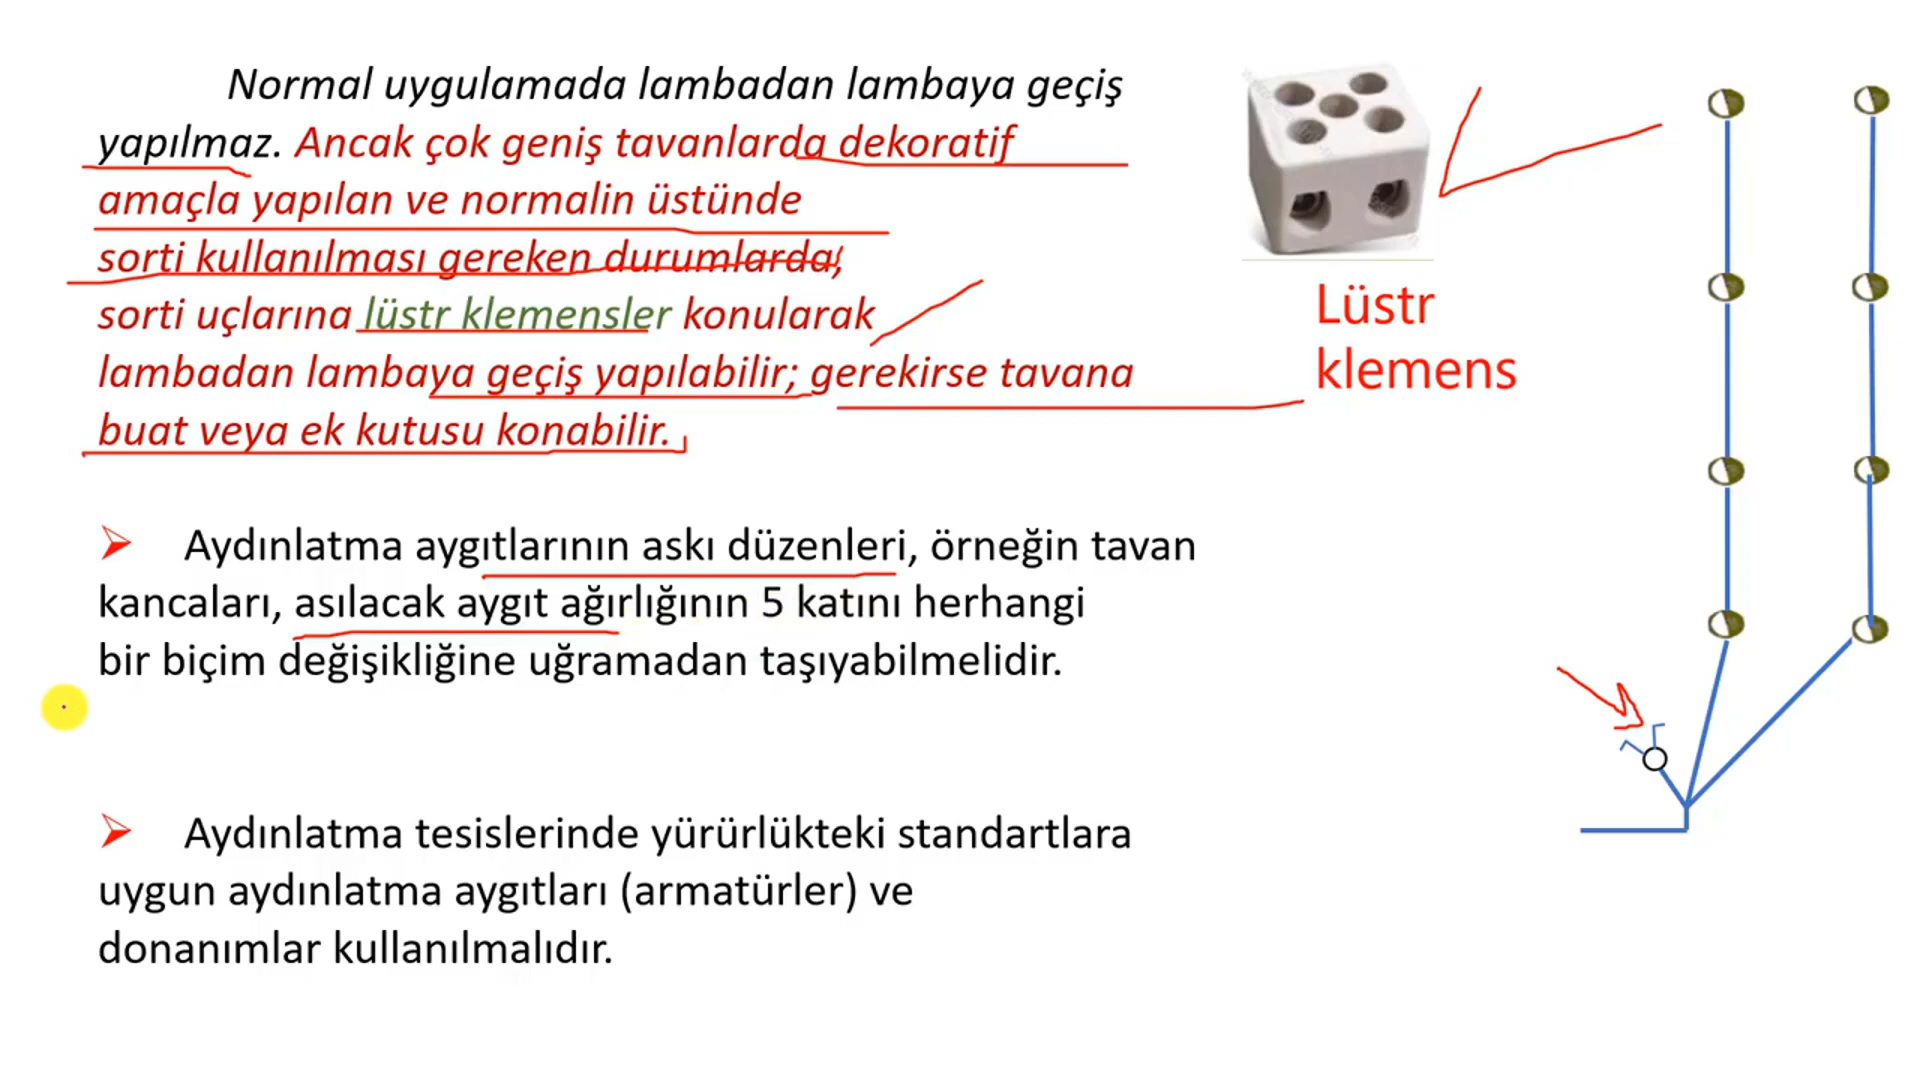 Normal uygulamada lambadan lambaya geçiş
yapılmaz. Ancak çok geniş tavanlarda dekoratif
amaçla yapılan ve normalin üstünde
sorti kullanılması gereken durumlarda,
sorti uçlarına lüstr klemensler konularak
lambadan lambaya geçiş yapılabilir; gerekirse tavana
buat veya ek kutusu konabilir.
Lüstr
klemens
Aydınlatma aygıtlarının askı düzenleri, örneğin tavan
kancaları, asılacak aygıt ağırlığının 5 katını herhangi
bir biçim değişikliğine uğramadan taşıyabilmelidir.
Aydınlatma tesislerinde yürürlükteki standartlara
uygun aydınlatma aygıtları (armatürler) ve
donanımlar kullanılmalıdır.